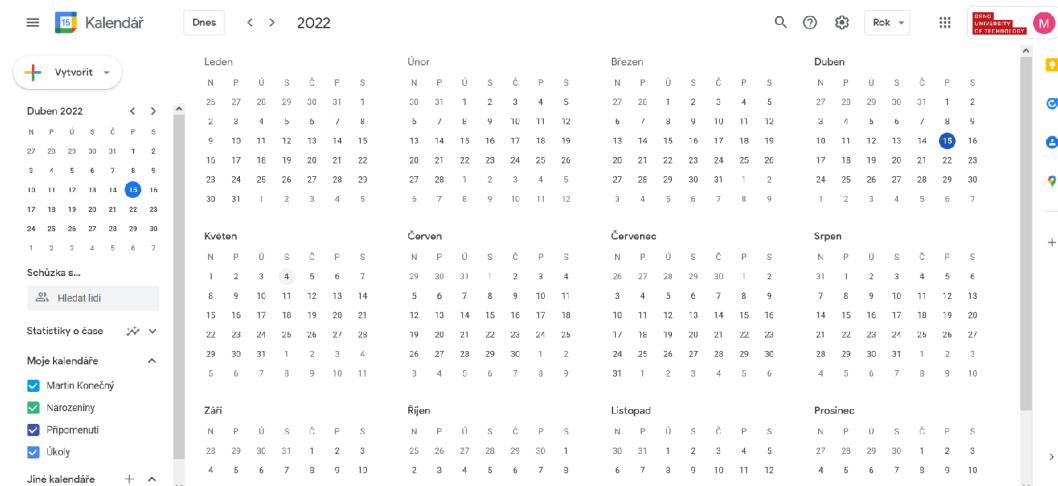 15 Kalendář Dnes 2022 Rok BRNO
UNIVERSITY
OF TECHNOLOGY M
Vytvořit
Duben 2022
N P Ú S Č P S
27 28 29 30 31 1 2
3 4 5 6 7 8 9
10 11 12 13 14 15 16
17 18 19 20 21 22 23
24 25 26 27 28 29 30
1 2 3 4 5 6 7
Schůzka s...
Hledat lidi
Statistiky o čase
Moje kalendáře
Martin Konečný
Narozeniny
Připomenutí
Úkoly
Jiné kalendáře
Leden
N P Ú S Č P S
26 27 28 29 30 31 1
2 3 4 5 6 7 8
9 10 11 12 13 14 15
16 17 18 19 20 21 22
23 24 25 26 27 28 29
30 31 1 2 3 4 5
Únor
N P Ú S Č P S
30 31 1 2 3 4 5
6 7 8 9 10 11 12
13 14 15 16 17 18 19
20 21 22 23 24 25 26
27 28 1 2 3 4 5
6 7 8 9 10 11 12
Březen
N P Ú S Č P S
27 28 1 2 3 4 5
6 7 8 9 10 11 12
13 14 15 16 17 18 19
20 21 22 23 24 25 26
27 28 29 30 31 1 2
3 4 5 6 7 8 9
Duben
N P Ú S Č P S
27 28 29 30 31 1 2
3 4 5 6 7 8 9
10 11 12 13 14 15 16
17 18 19 20 21 22 23
24 25 26 27 28 29 30
1 2 3 4 5 6 7
Květen
N P Ú S Č P S
1 2 3 4 5 6 7
8 9 10 11 12 13 14
15 16 17 18 19 20 21
22 23 24 25 26 27 28
29 30 31 1 2 3 4
5 6 7 8 9 10 11
Červen
N P Ú S Č P S
29 30 31 1 2 3 4
5 6 7 8 9 10 11
12 13 14 15 16 17 18
19 20 21 22 23 24 25
26 27 28 29 30 1 2
3 4 5 6 7 8 9
Červenec
N P Ú S Č P S
26 27 28 29 30 1 2
3 4 5 6 7 8 9
10 11 12 13 14 15 16
17 18 19 20 21 22 23
24 25 26 27 28 29 30
31 1 2 3 4 5 6
Srpen
N P Ú S Č P S
31 1 2 3 4 5 6
7 8 9 10 11 12 13
14 15 16 17 18 19 20
21 22 23 24 25 26 27
28 29 30 31 1 2 3
4 5 6 7 8 9 10
Září
N P Ú S Č P S
28 29 30 31 1 2 3
4 5 6 7 8 9 10
Říjen
N P Ú S Č P S
25 26 27 28 29 30 1
2 3 4 5 6 7 8
Listopad
N P Ú S Č P S
30 31 1 2 3 4 5
6 7 8 9 10 11 12
Prosinec
N P Ú S Č P S
27 28 29 30 1 2 3
4 5 6 7 8 9 10